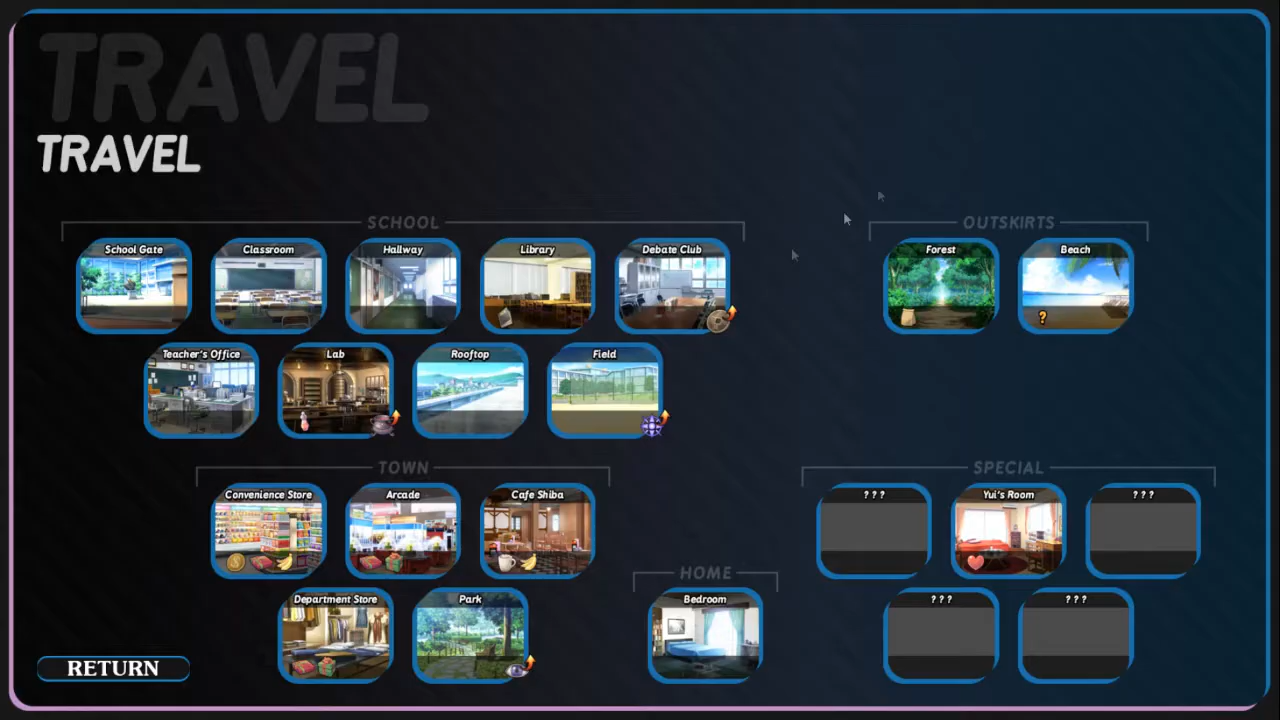 TRAVEL
TRAVEL
SCHOOL
OUTSKIRTS
School Gate
Classroom
Hallway
Library
Debate Club
Forest
Beach
?
Teacher's Office
Lab
Rooftop
Field
TOWN
SPECIAL
Convenience Store
Arcade
Cafe Shiba
???
Yui's Room
???
HOME
Department Store
Park
Bedroom
???
???
RETURN